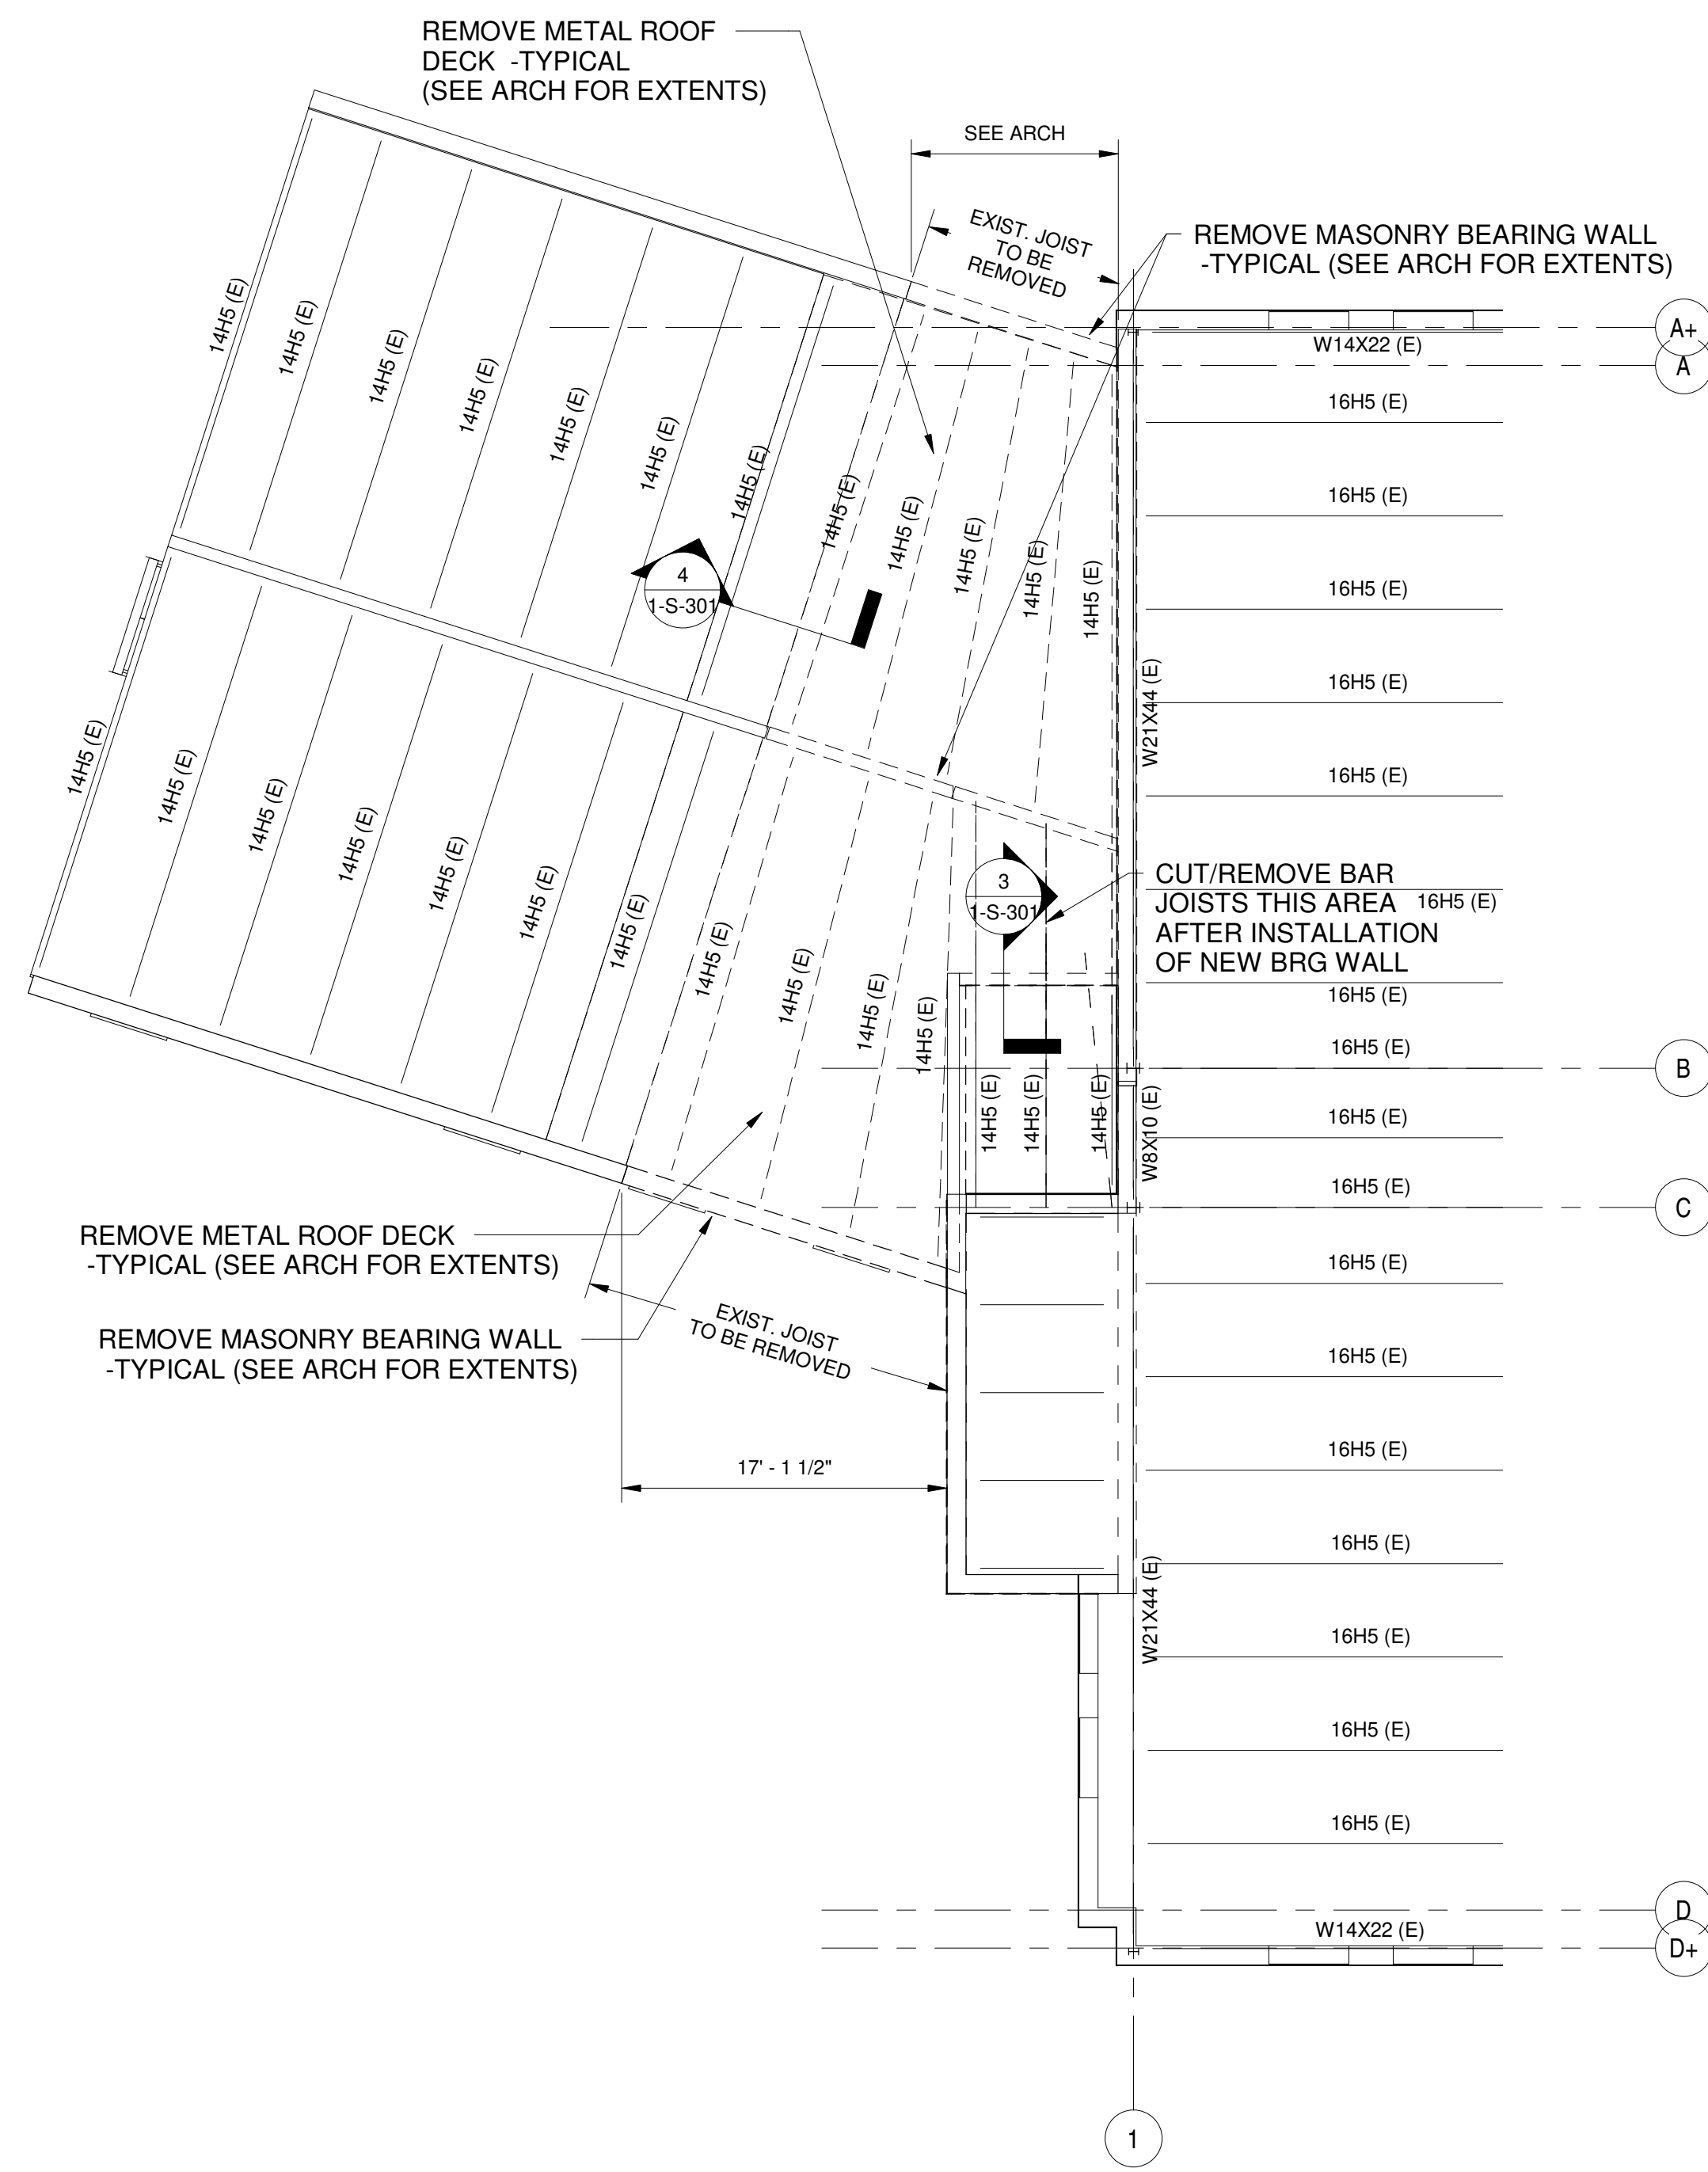 REMOVE METAL ROOF
DECK -TYPICAL
(SEE ARCH FOR EXTENTS)
SEE ARCH
EXIST. JOIST
TO BE
REMOVED
REMOVE MASONRY BEARING WALL
-TYPICAL (SEE ARCH FOR EXTENTS)
A+
A
W14X22 (E)
16H5 (E)
16H5 (E)
16H5 (E)
16H5 (E)
16H5 (E)
14H5 (E)
14H5 (E)
14H5 (E)
14H5 (E)
14H5 (E)
14H5 (E)
14H5 (E)
14H5 (E)
14H5 (E)
14H5 (E)
14H5 (E)
14H5 (E)
4
1-S-301
W21X44 (E)
14H5 (E)
14H5 (E)
14H5 (E)
14H5 (E)
14H5 (E)
14H5 (E)
14H5 (E)
14H5 (E)
14H5 (E)
14H5 (E)
14H5 (E)
3
1-S-301
CUT/REMOVE BAR
JOISTS THIS AREA
AFTER INSTALLATION
OF NEW BRG WALL
16H5 (E)
16H5 (E)
16H5 (E)
B
14H5 (E)
14H5 (E)
14H5 (E)
W8X10 (E)
16H5 (E)
16H5 (E)
C
REMOVE METAL ROOF DECK
-TYPICAL (SEE ARCH FOR EXTENTS)
16H5 (E)
REMOVE MASONRY BEARING WALL
-TYPICAL (SEE ARCH FOR EXTENTS)
EXIST. JOIST
TO BE REMOVED
16H5 (E)
17' - 1 1/2"
16H5 (E)
16H5 (E)
W21X44 (E)
16H5 (E)
16H5 (E)
16H5 (E)
D
W14X22 (E)
D+
1